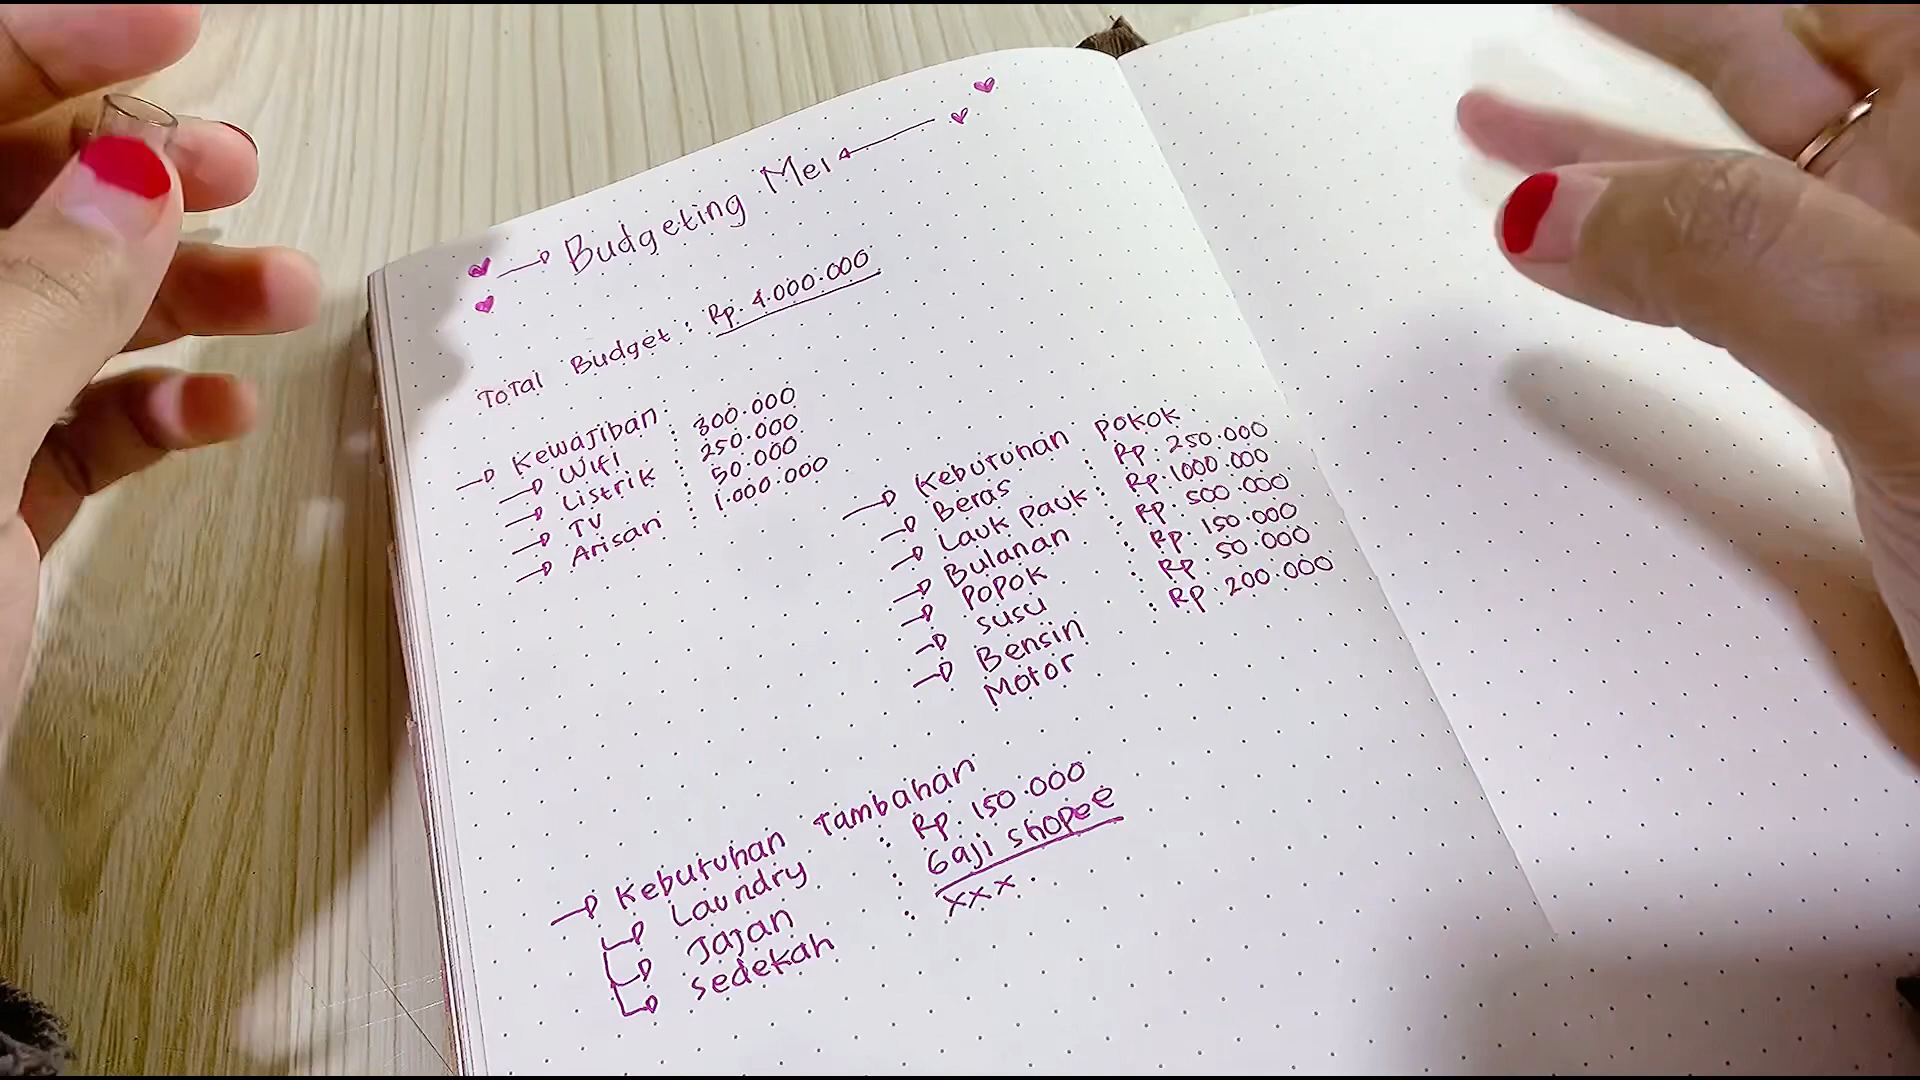 Budgeting Mei
Total Budget : Rp. 4.000.000
Kewajiban :
Wifi : 300.000
Listrik : 250.000
TV : 50.000
Arisan : 1.000.000
Kebutuhan Pokok
Beras : Rp. 250.000
Lauk Pauk : Rp. 1000.000
Bulanan : Rp. 500.000
Popok : Rp. 150.000
Susu : Rp. 50.000
Bensin : Rp. 200.000
Motor
Kebutuhan Tambahan
Laundry : Rp. 150.000
Jajan : Gaji Shopee
Sedekah : xxx.